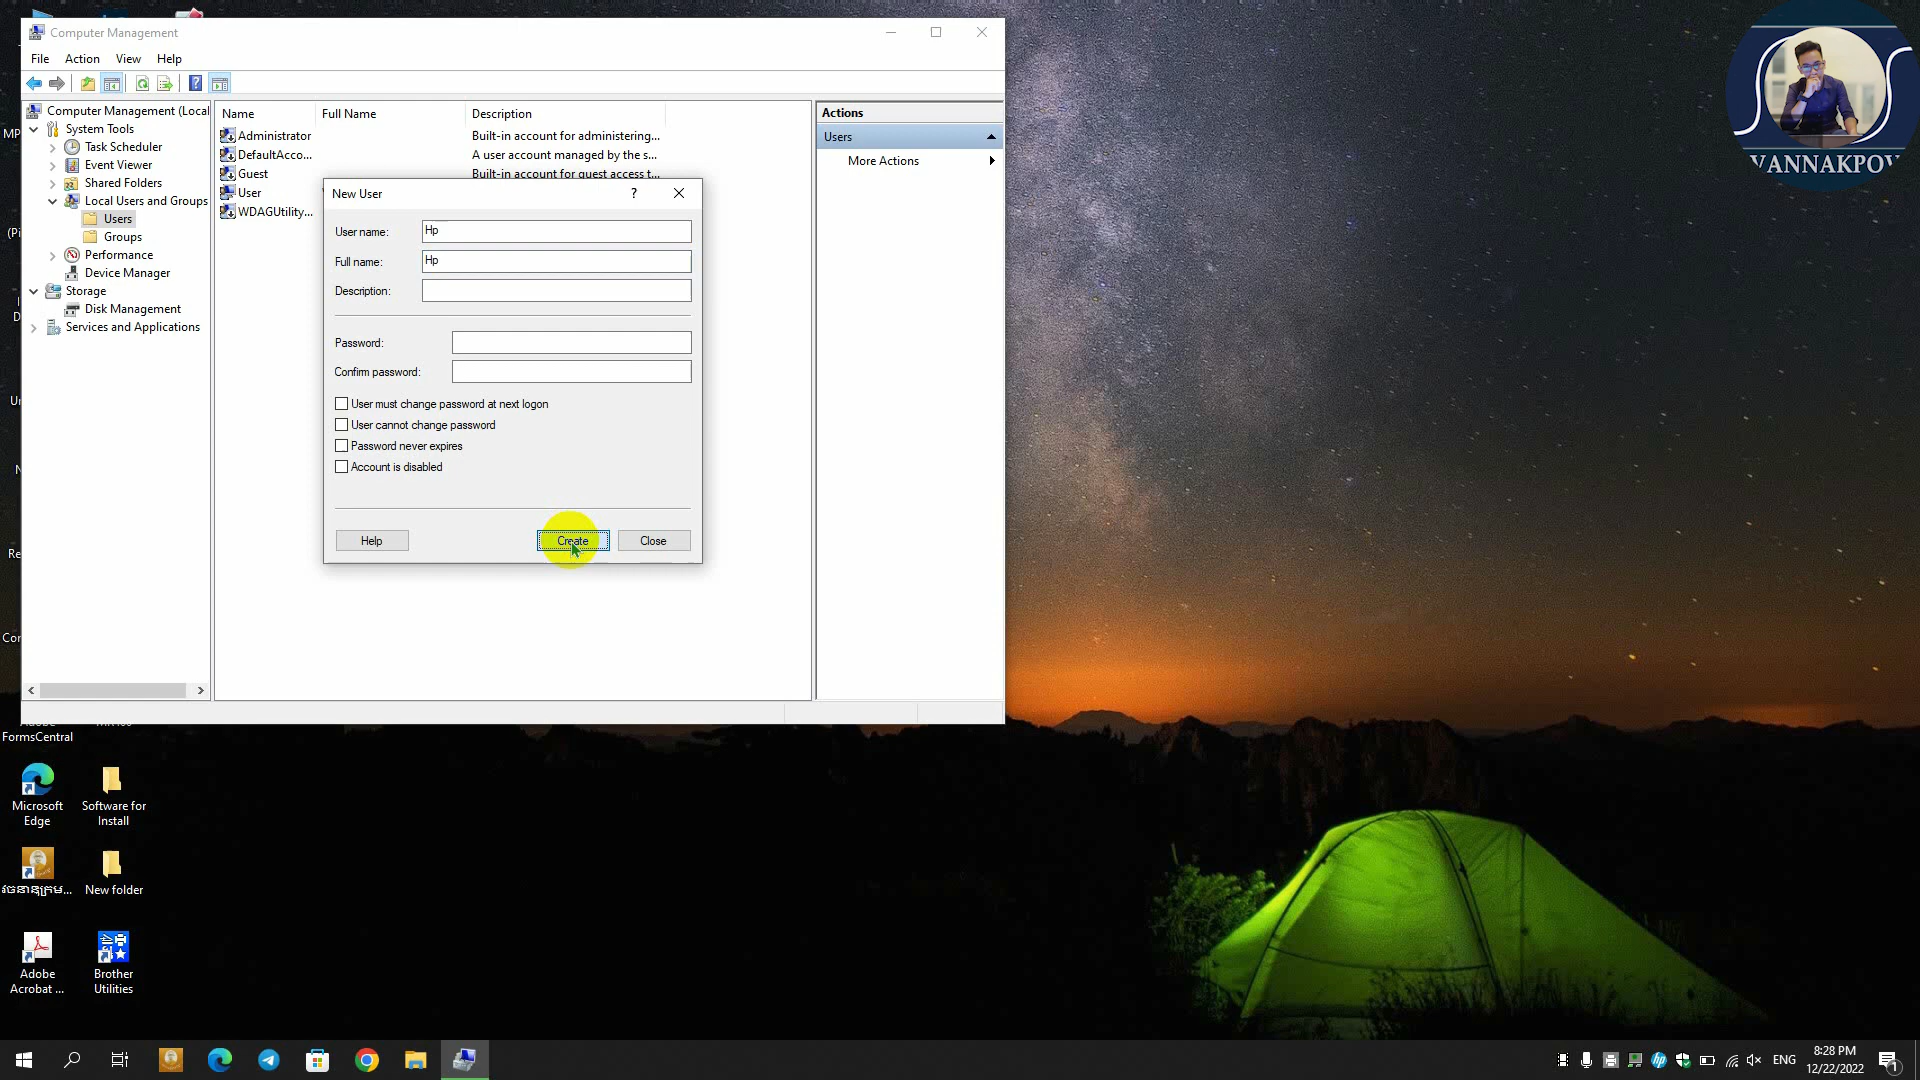 Computer Management
File Action View Help
Computer Management (Local
System Tools
Task Scheduler
Event Viewer
Shared Folders
Local Users and Groups
Users
Groups
Performance
Device Manager
Storage
Disk Management
Services and Applications
Name Full Name Description
Administrator Built-in account for administering...
DefaultAcco... A user account managed by the s...
Guest Built-in account for guest access t...
User
WDAGUtility...
Actions
Users
More Actions
New User
User name: Hp
Full name: Hp
Description:
Password:
Confirm password:
User must change password at next logon
User cannot change password
Password never expires
Account is disabled
Help Create Close
VANNAKPOV
FormsCentral
Microsoft
Edge
Software for
Install
New folder
Adobe
Acrobat ...
Brother
Utilities
ENG
8:28 PM
12/22/2022
1